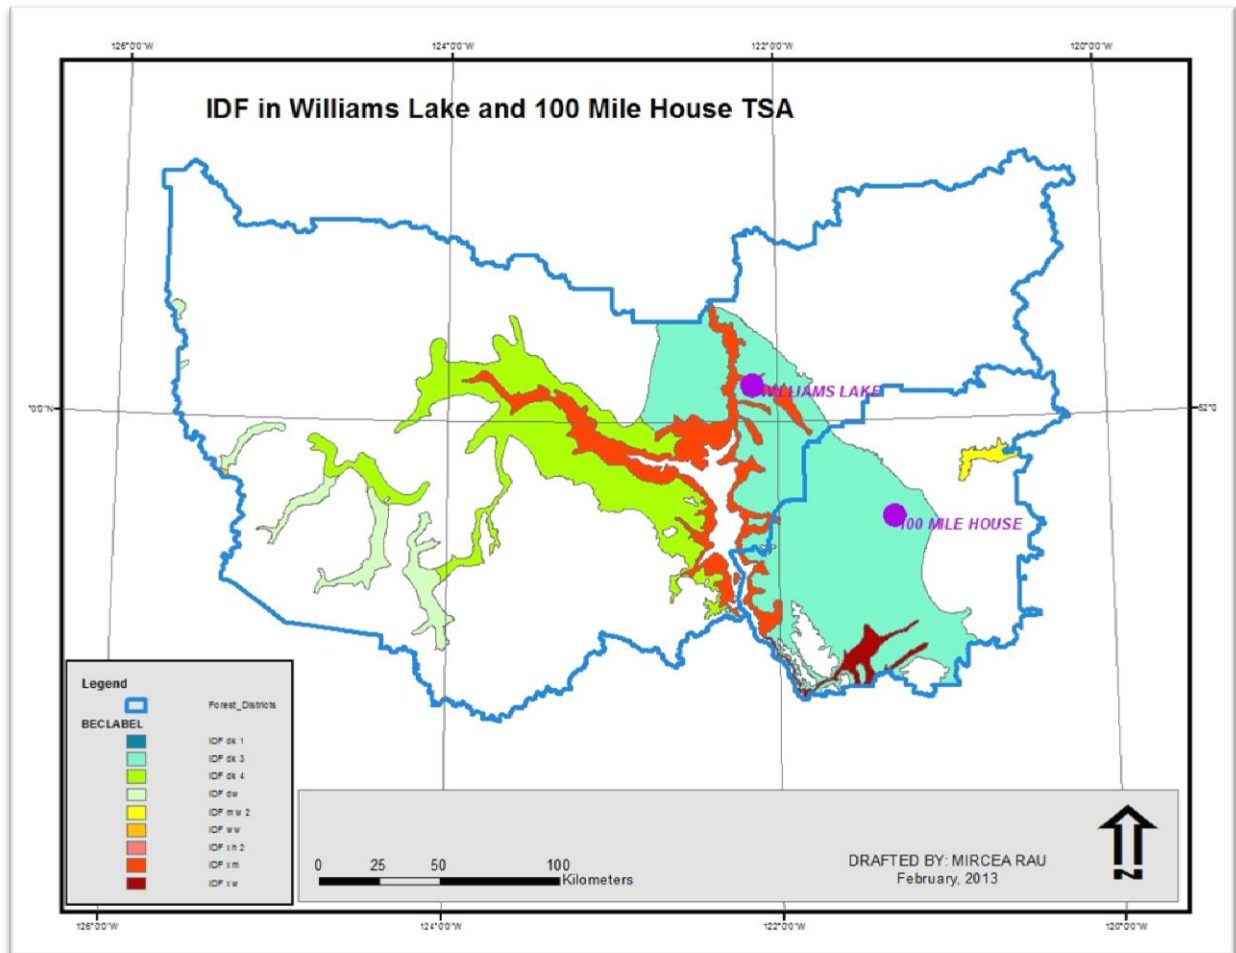 126°0'0"W 124°0'0"W 122°0'0"W 120°0'0"W
IDF in Williams Lake and 100 Mile House TSA
WILLIAMS LAKE
100 MILE HOUSE
Legend
Forest_Districts
BECLABEL
IDF dk 1
IDF dk 3
IDF dk 4
IDF dw
IDF mw 2
IDF ww
IDF xh 2
IDF xm
IDF xw
0 25 50 100
Kilometers
DRAFTED BY: MIRCEA RAU
February, 2013
N
126°0'0"W 124°0'0"W 122°0'0"W 120°0'0"W